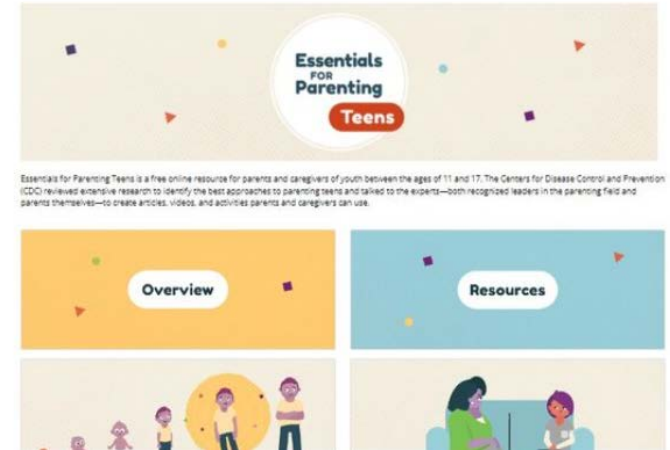 Essentials
FOR
Parenting
Teens
Essentials for Parenting Teens is a free online resource for parents and caregivers of youth between the ages of 11 and 17. The Centers for Disease Control and Prevention
(CDC) reviewed extensive research to identify the best approaches to parenting teens and talked to the experts—both recognized leaders in the parenting field and
parents themselves—to create articles, videos, and activities parents and caregivers can use.
Overview
Resources